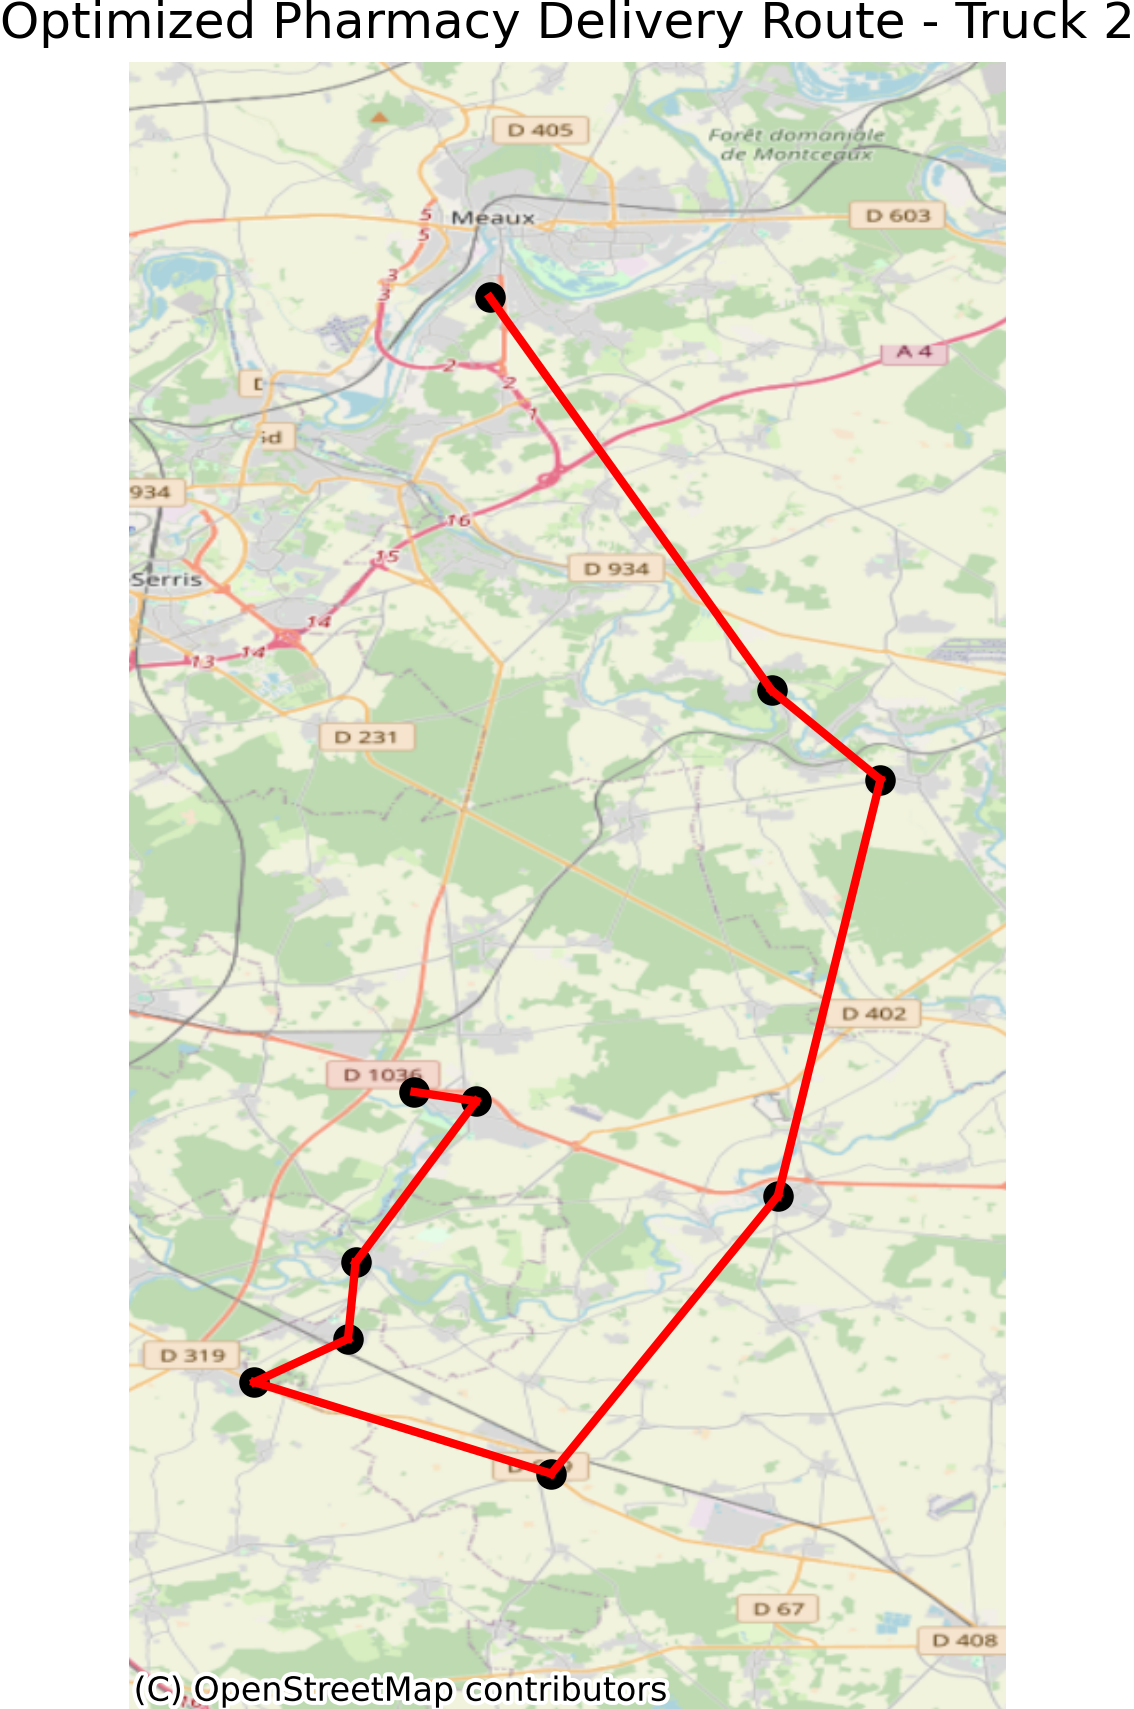 Optimized Pharmacy Delivery Route - Truck 2
D 405
Forêt domaniale
de Montceaux
5
Meaux
D 603
5
3
3
A 4
2
2
1
934
16
15
D 934
Serris
14
14
13
D 231
D 402
D 1036
D 319
D 67
D 408
(C) OpenStreetMap contributors